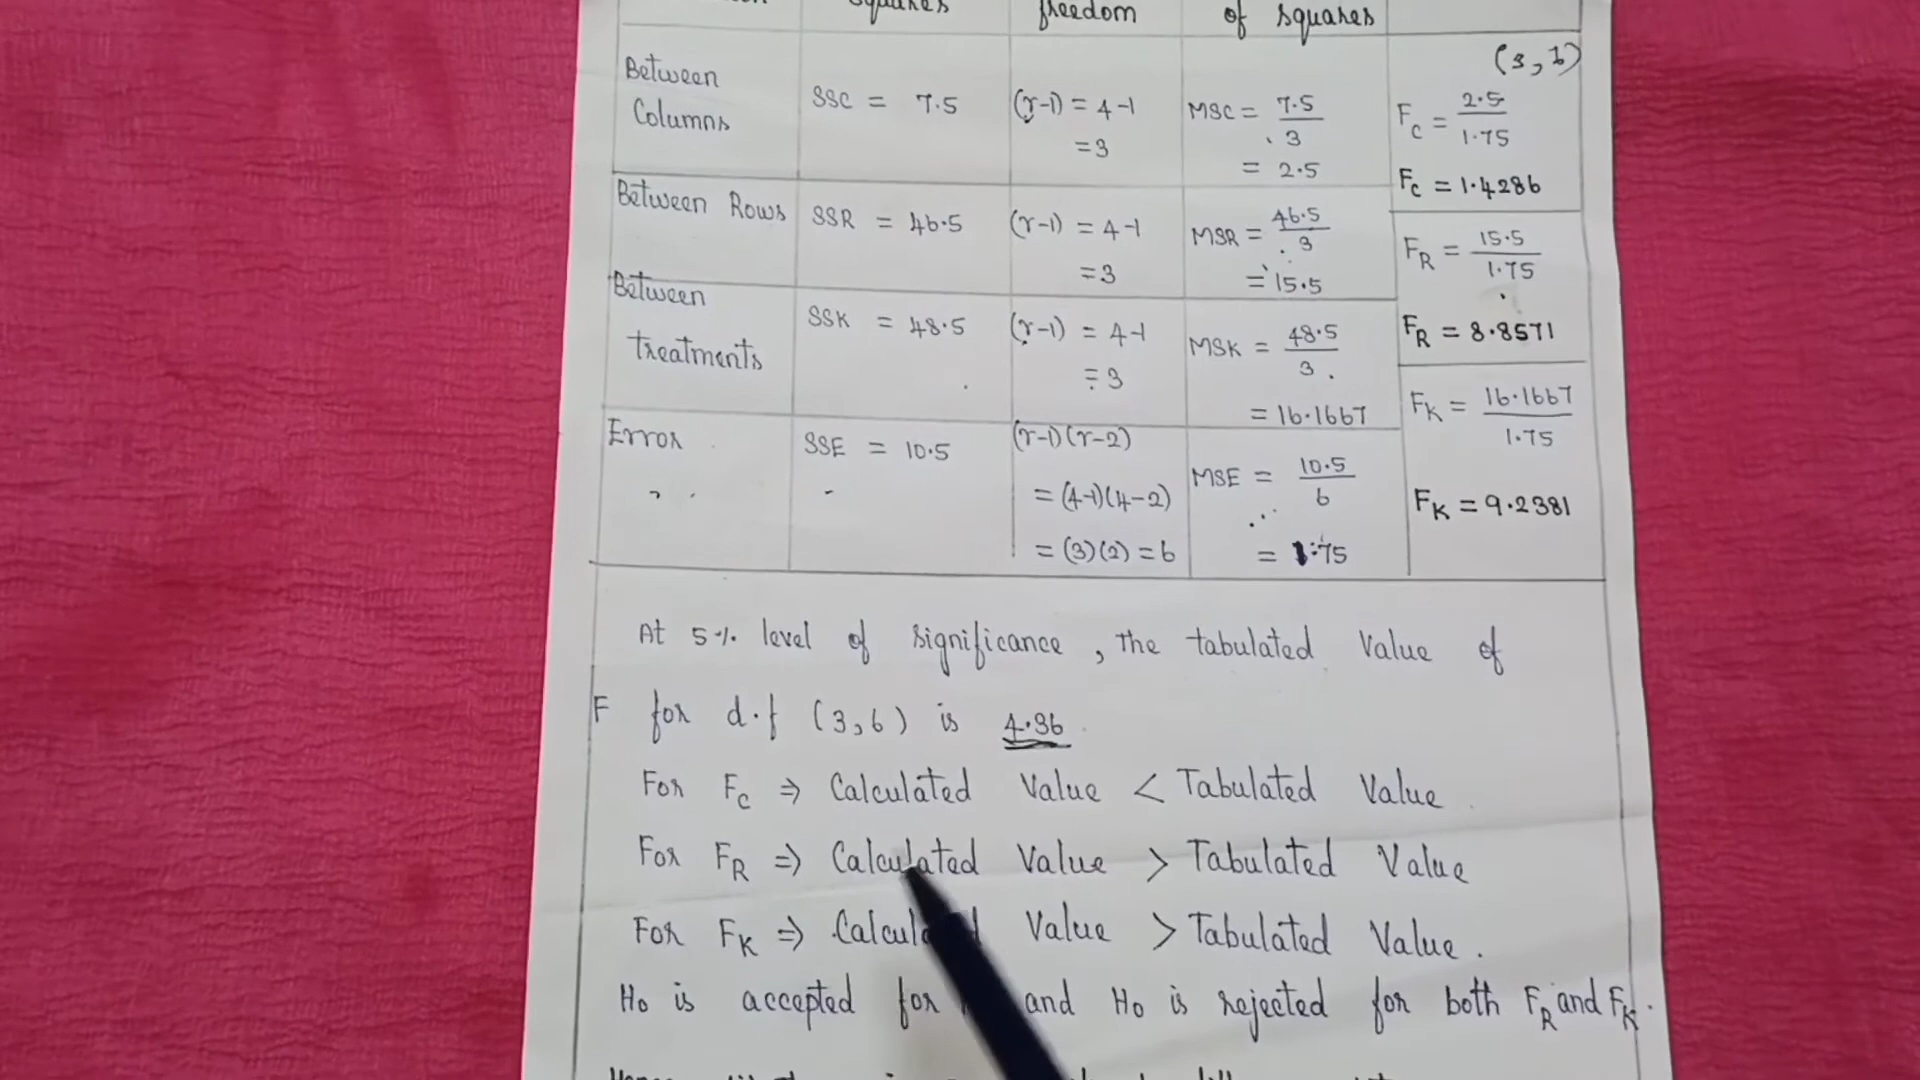 squares freedom of squares
(3,6)
Between Columns SSC = 7.5 (r-1) = 4-1 MSC = 7.5/3 Fc = 2.5/1.75
=3 = 2.5 Fc = 1.4286
Between Rows SSR = 46.5 (r-1) = 4-1 MSR = 46.5/3 FR = 15.5/1.75
=3 = 15.5 FR = 8.8571
Between treatments SSK = 48.5 (r-1) = 4-1 MSK = 48.5/3 FK = 16.1667/1.75
=3 = 16.1667
Error SSE = 10.5 (r-1)(r-2) MSE = 10.5/6 FK = 9.2381
= (4-1)(4-2)
= (3)(2) = 6 = 1.75
At 5% level of significance, The tabulated Value of
F for d.f (3,6) is 4.36
For Fc ⇒ Calculated Value < Tabulated Value
For FR ⇒ Calculated Value > Tabulated Value
For FK ⇒ Calculated Value > Tabulated Value.
Ho is accepted for and Ho is rejected for both FR and FK.